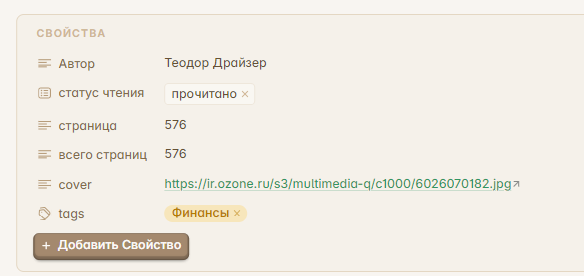 СВОЙСТВА
Автор Теодор Драйзер
статус чтения прочитано ×
страница 576
всего страниц 576
cover https://ir.ozone.ru/s3/multimedia-q/c1000/6026070182.jpg
tags Финансы ×
+ Добавить Свойство